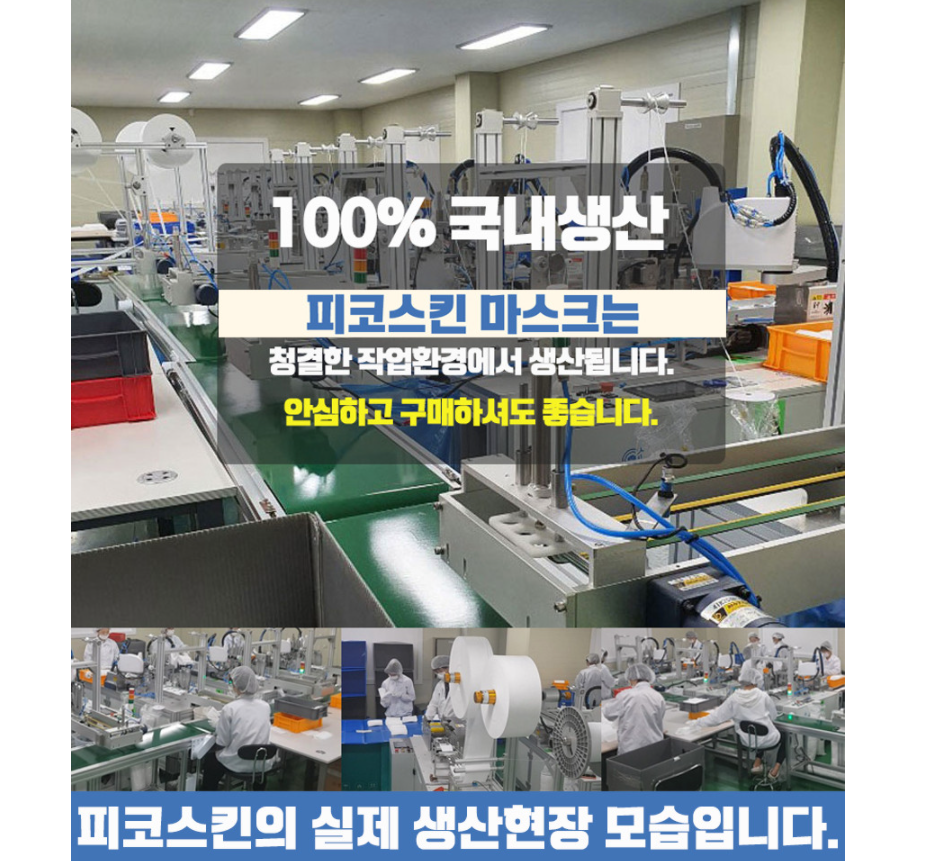 100% 국내생산
피코스킨 마스크는
청결한 작업환경에서 생산됩니다.
안심하고 구매하셔도 좋습니다.
피코스킨의 실제 생산현장 모습입니다.